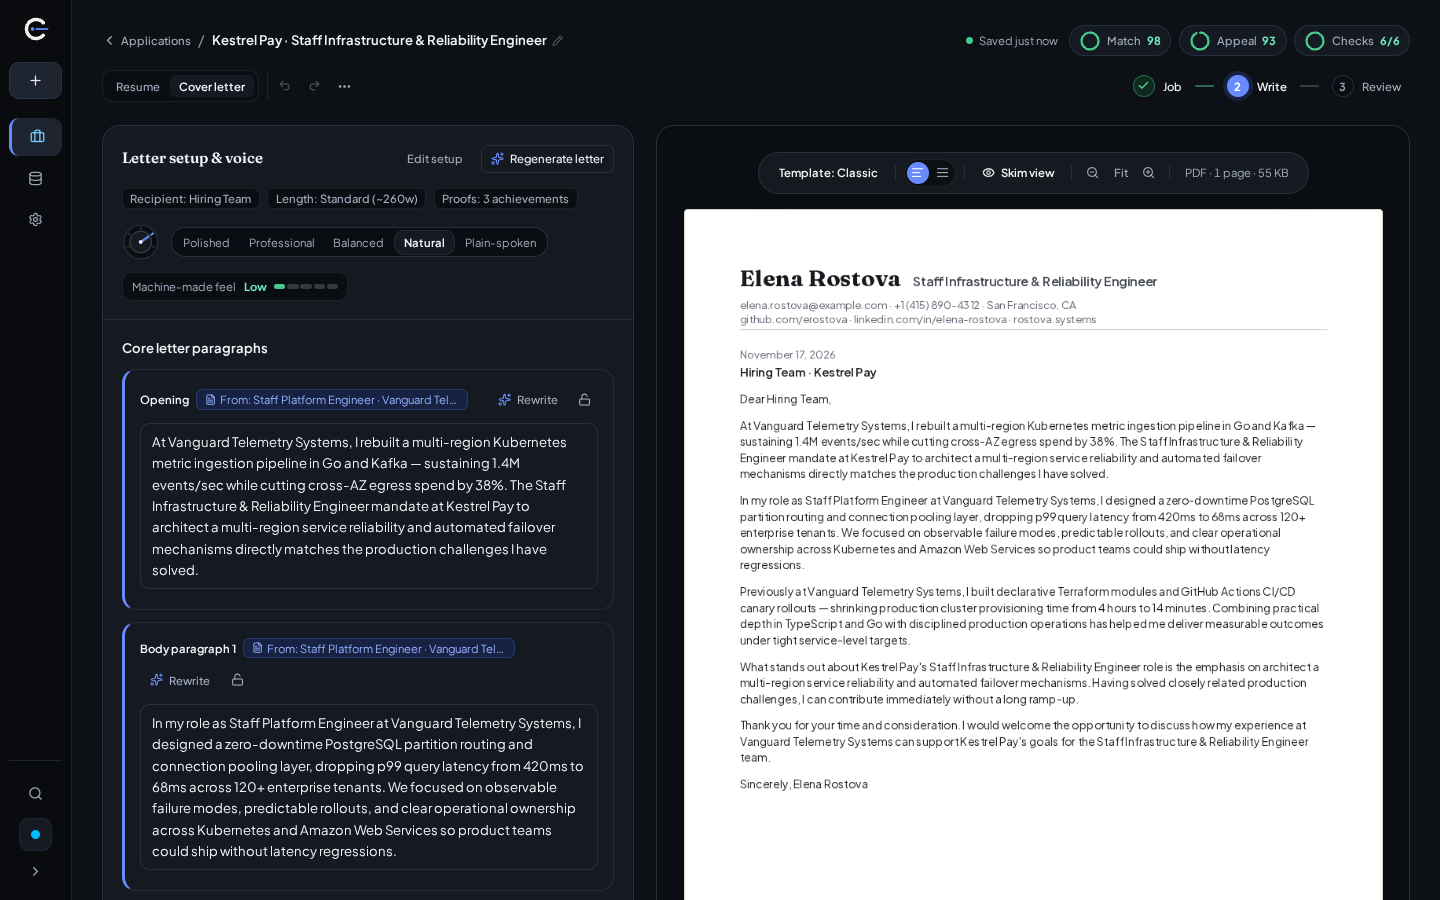 Applications / Kestrel Pay · Staff Infrastructure & Reliability Engineer
Saved just now
Match 98
Appeal 93
Checks 6/6
Resume
Cover letter
Job
2 Write
3 Review
Letter setup & voice
Edit setup
Regenerate letter
Recipient: Hiring Team
Length: Standard (~260w)
Proofs: 3 achievements
Polished
Professional
Balanced
Natural
Plain-spoken
Machine-made feel Low
Core letter paragraphs
Opening
From: Staff Platform Engineer · Vanguard Tel...
Rewrite
At Vanguard Telemetry Systems, I rebuilt a multi-region Kubernetes
metric ingestion pipeline in Go and Kafka — sustaining 1.4M
events/sec while cutting cross-AZ egress spend by 38%. The Staff
Infrastructure & Reliability Engineer mandate at Kestrel Pay to
architect a multi-region service reliability and automated failover
mechanisms directly matches the production challenges I have
solved.
Body paragraph 1
From: Staff Platform Engineer · Vanguard Tel...
Rewrite
In my role as Staff Platform Engineer at Vanguard Telemetry Systems, I
designed a zero-downtime PostgreSQL partition routing and
connection pooling layer, dropping p99 query latency from 420ms to
68ms across 120+ enterprise tenants. We focused on observable
failure modes, predictable rollouts, and clear operational ownership
across Kubernetes and Amazon Web Services so product teams
could ship without latency regressions.
Template: Classic
Skim view
Fit
PDF · 1 page · 55 KB
Elena Rostova Staff Infrastructure & Reliability Engineer
elena.rostova@example.com · +1 (415) 890-4312 · San Francisco, CA
github.com/erostova · linkedin.com/in/elena-rostova · rostova.systems
November 17, 2026
Hiring Team · Kestrel Pay
Dear Hiring Team,
At Vanguard Telemetry Systems, I rebuilt a multi-region Kubernetes metric ingestion pipeline in Go and Kafka —
sustaining 1.4M events/sec while cutting cross-AZ egress spend by 38%. The Staff Infrastructure & Reliability
Engineer mandate at Kestrel Pay to architect a multi-region service reliability and automated failover
mechanisms directly matches the production challenges I have solved.
In my role as Staff Platform Engineer at Vanguard Telemetry Systems, I designed a zero-downtime PostgreSQL
partition routing and connection pooling layer, dropping p99 query latency from 420ms to 68ms across 120+
enterprise tenants. We focused on observable failure modes, predictable rollouts, and clear operational
ownership across Kubernetes and Amazon Web Services so product teams could ship without latency
regressions.
Previously at Vanguard Telemetry Systems, I built declarative Terraform modules and GitHub Actions CI/CD
canary rollouts — shrinking production cluster provisioning time from 4 hours to 14 minutes. Combining practical
depth in TypeScript and Go with disciplined production operations has helped me deliver measurable outcomes
under tight service-level targets.
What stands out about Kestrel Pay's Staff Infrastructure & Reliability Engineer role is the emphasis on architect a
multi-region service reliability and automated failover mechanisms. Having solved closely related production
challenges, I can contribute immediately without a long ramp-up.
Thank you for your time and consideration. I would welcome the opportunity to discuss how my experience at
Vanguard Telemetry Systems can support Kestrel Pay's goals for the Staff Infrastructure & Reliability Engineer
team.
Sincerely, Elena Rostova